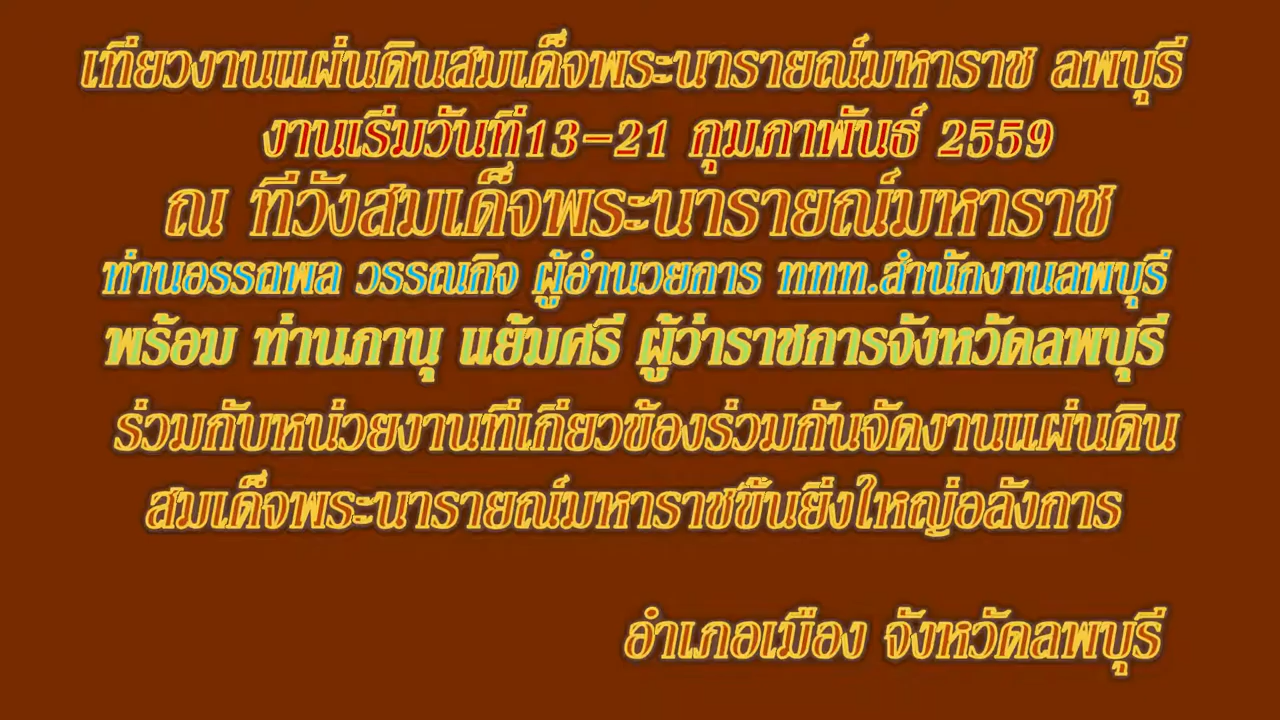 เที่ยวงานแผ่นดินสมเด็จพระนารายณ์มหาราช ลพบุรี
งานเริ่มวันที่13-21 กุมภาพันธ์ 2559
ณ ที่วังสมเด็จพระนารายณ์มหาราช
ท่านอรรถพล วรรณกิจ ผู้อำนวยการ ททท.สำนักงานลพบุรี
พร้อม ท่านภานุ แย้มศรี ผู้ว่าราชการจังหวัดลพบุรี
ร่วมกับหน่วยงานที่เกี่ยวข้องร่วมกันจัดงานแผ่นดิน
สมเด็จพระนารายณ์มหาราชขึ้นยิ่งใหญ่อลังการ
อำเภอเมือง จังหวัดลพบุรี